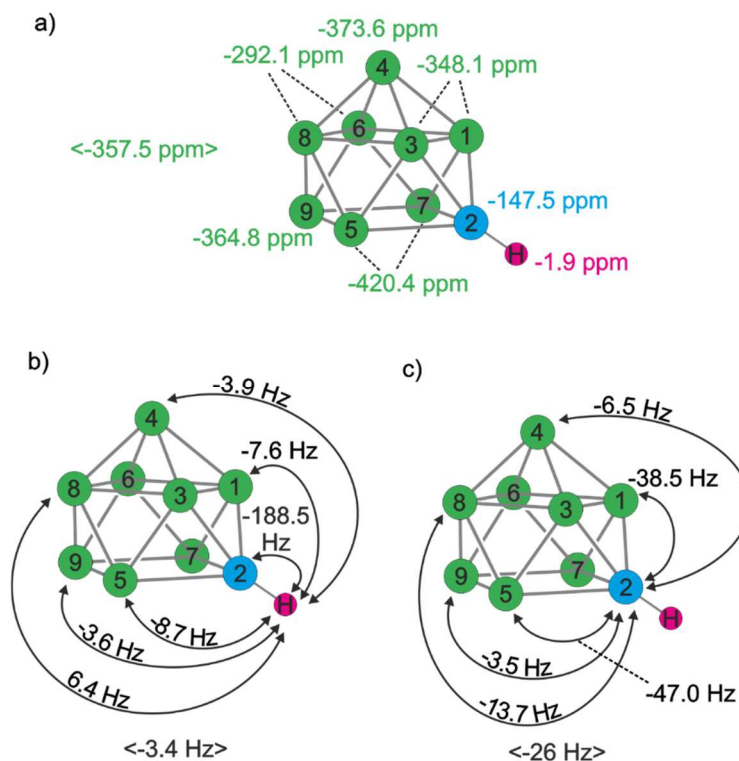 a)
-373.6 ppm
-292.1 ppm
4
-348.1 ppm
8
6
3
1
<-357.5 ppm>
9
5
7
2
-147.5 ppm
-364.8 ppm
H
-1.9 ppm
-420.4 ppm
b)
-3.9 Hz
4
-7.6 Hz
8
6
3
1
-188.5
Hz
9
5
7
2
H
-8.7 Hz
-3.6 Hz
6.4 Hz
<-3.4 Hz>
c)
-6.5 Hz
4
-38.5 Hz
8
6
3
1
9
5
7
2
H
-3.5 Hz
-47.0 Hz
-13.7 Hz
<-26 Hz>